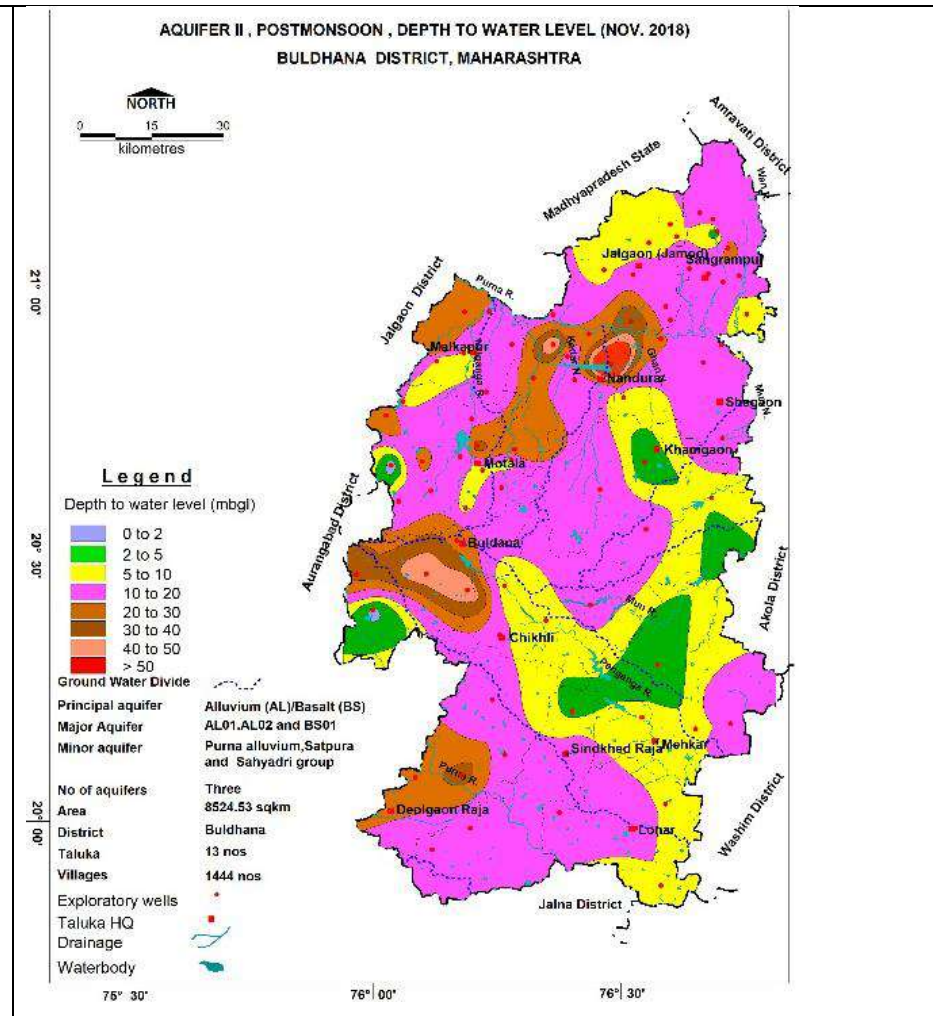 AQUIFER II , POSTMONSOON , DEPTH TO WATER LEVEL (NOV. 2018)
BULDHANA DISTRICT, MAHARASHTRA
NORTH
0 15 30
kilometres
Amravati District
Madhyapradesh State
Wan R.
Jalgaon (Jamod)
Sangrampur
21° 00'
Jalgaon District
Purna R.
Malkapur
Nandura
Shegaon
Mun N.
Khamgaon
Motala
Legend
Depth to water level (mbgl)
0 to 2
2 to 5
5 to 10
10 to 20
20 to 30
30 to 40
40 to 50
> 50
Aurangabad District
20° 30'
Buldana
Akola District
Mun R.
Chikhli
Penganga R.
Ground Water Divide
Principal aquifer Alluvium (AL)/Basalt (BS)
Major Aquifer AL01.AL02 and BS01
Minor aquifer Purna alluvium,Satpura
and Sahyadri group
No of aquifers Three
Area 8524.53 sqkm
District Buldhana
Taluka 13 nos
Villages 1444 nos
Exploratory wells
Taluka HQ
Drainage
Waterbody
Sindkhed Raja
Mehkar
Purna R.
Deolgaon Raja
Lonar
Washim District
20° 00'
Jalna District
75° 30' 76° 00' 76° 30'